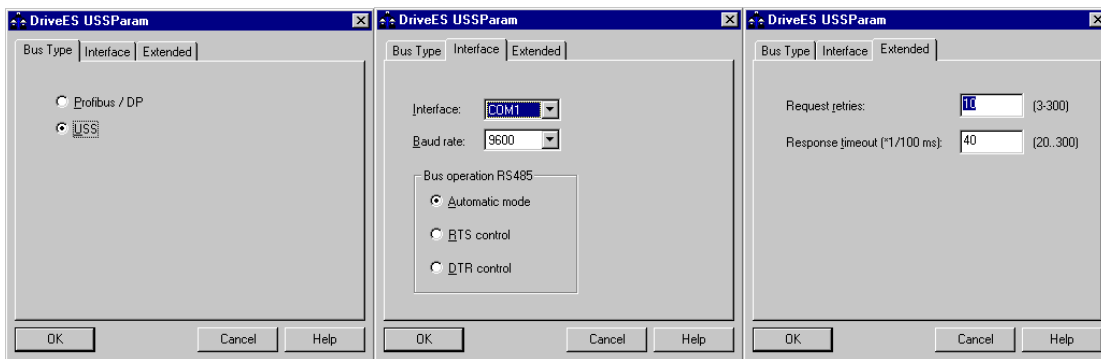 DriveES USSParam
Bus Type Interface Extended
Profibus / DP
USS
OK Cancel Help
DriveES USSParam
Bus Type Interface Extended
Interface: COM1
Baud rate: 9600
Bus operation RS485
Automatic mode
RTS control
DTR control
OK Cancel Help
DriveES USSParam
Bus Type Interface Extended
Request retries: 10 (3-300)
Response timeout (*1/100 ms): 40 (20..300)
OK Cancel Help